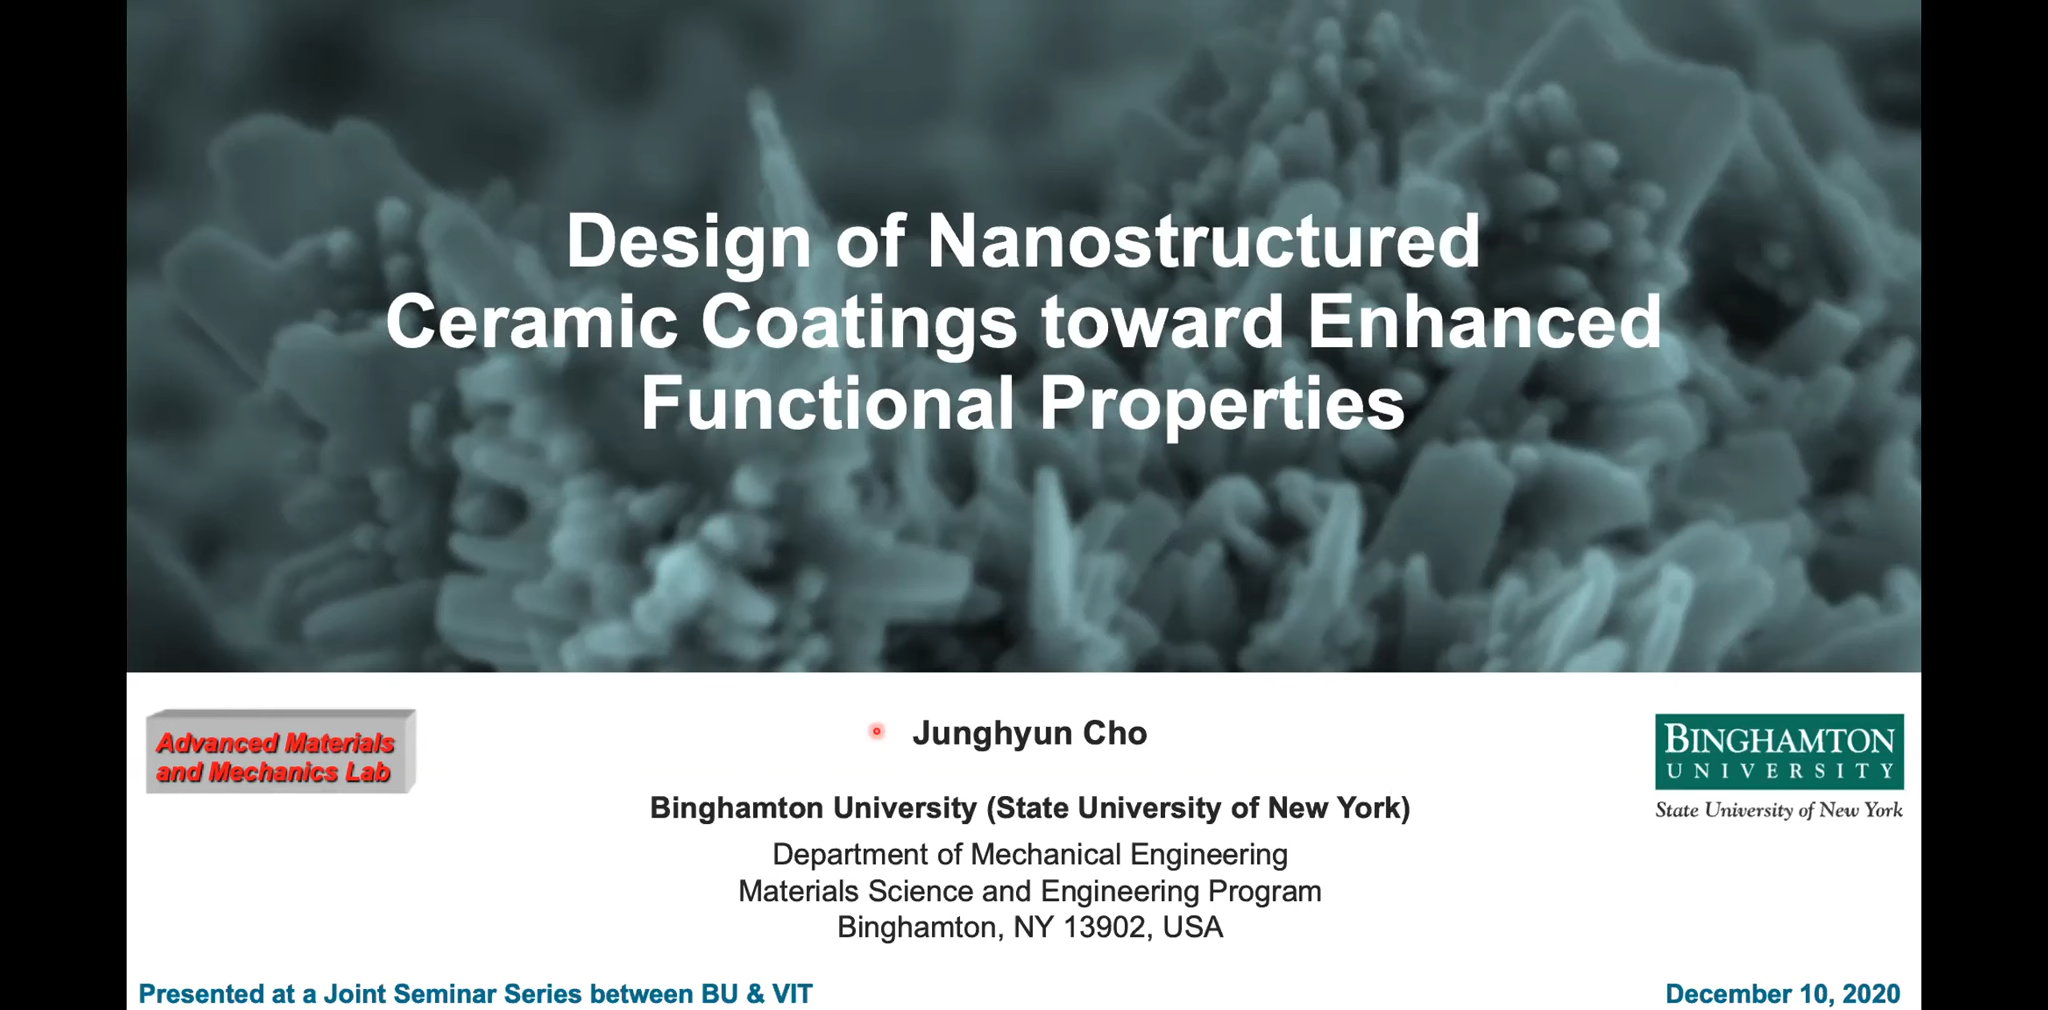 Design of Nanostructured
Ceramic Coatings toward Enhanced
Functional Properties
Advanced Materials
and Mechanics Lab
Junghyun Cho
BINGHAMTON
UNIVERSITY
State University of New York
Binghamton University (State University of New York)
Department of Mechanical Engineering
Materials Science and Engineering Program
Binghamton, NY 13902, USA
Presented at a Joint Seminar Series between BU & VIT
December 10, 2020